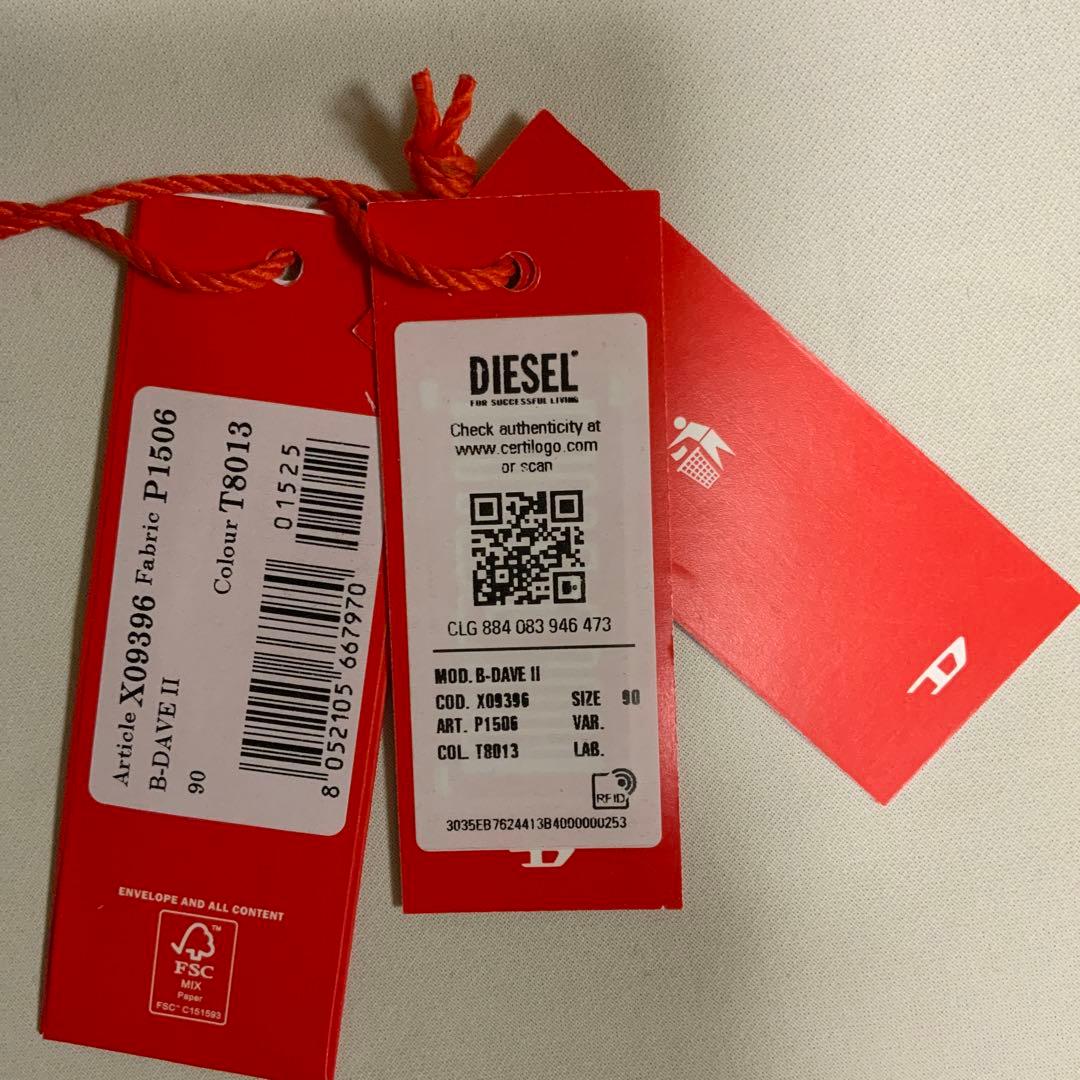 Article X09396 Fabric P1506
B-DAVE II
Colour T8013
90
01525
8 052105 667970
ENVELOPE AND ALL CONTENT
FSC™
MIX
Paper
FSC™ C151593
DIESEL®
FOR SUCCESSFUL LIVING
Check authenticity at
www.certilogo.com
or scan
CLG 884 083 946 473
MOD. B-DAVE II
COD. X09396 SIZE 90
ART. P1506 VAR.
COL. T8013 LAB.
RFID
3035EB7624413B4000000253
D
D